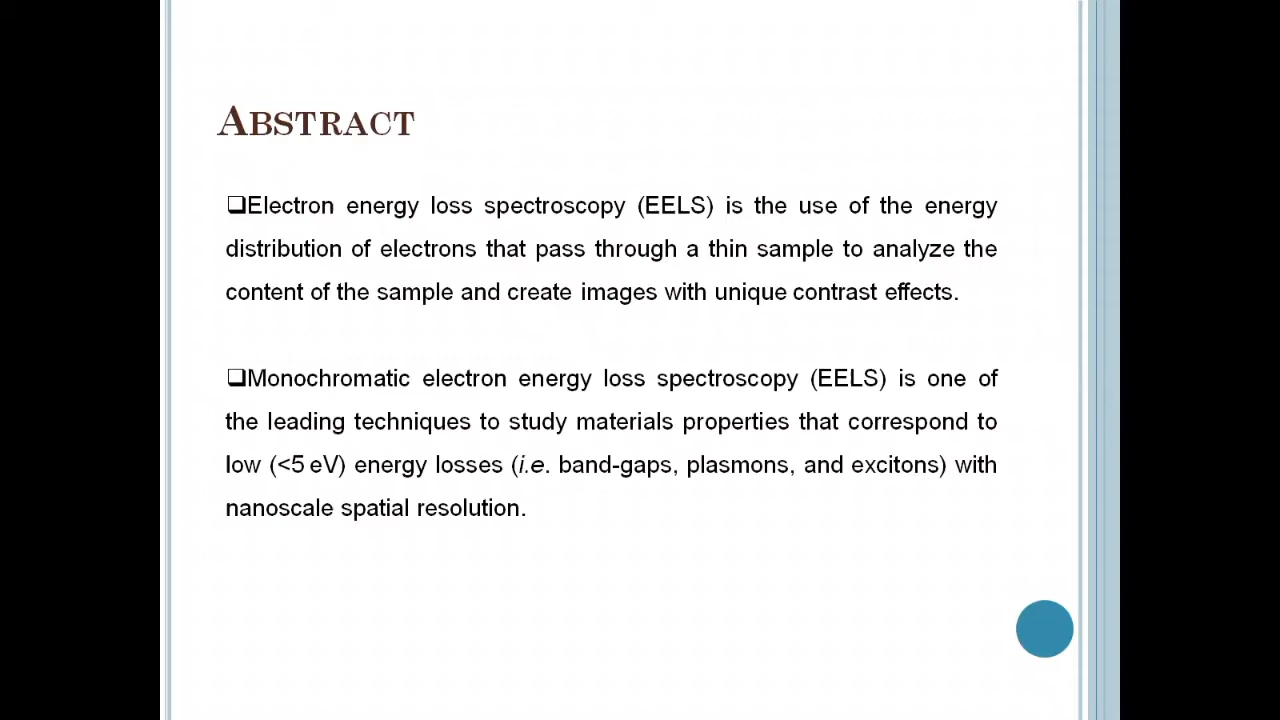 ABSTRACT
❑Electron energy loss spectroscopy (EELS) is the use of the energy
distribution of electrons that pass through a thin sample to analyze the
content of the sample and create images with unique contrast effects.
❑Monochromatic electron energy loss spectroscopy (EELS) is one of
the leading techniques to study materials properties that correspond to
low (<5 eV) energy losses (i.e. band-gaps, plasmons, and excitons) with
nanoscale spatial resolution.